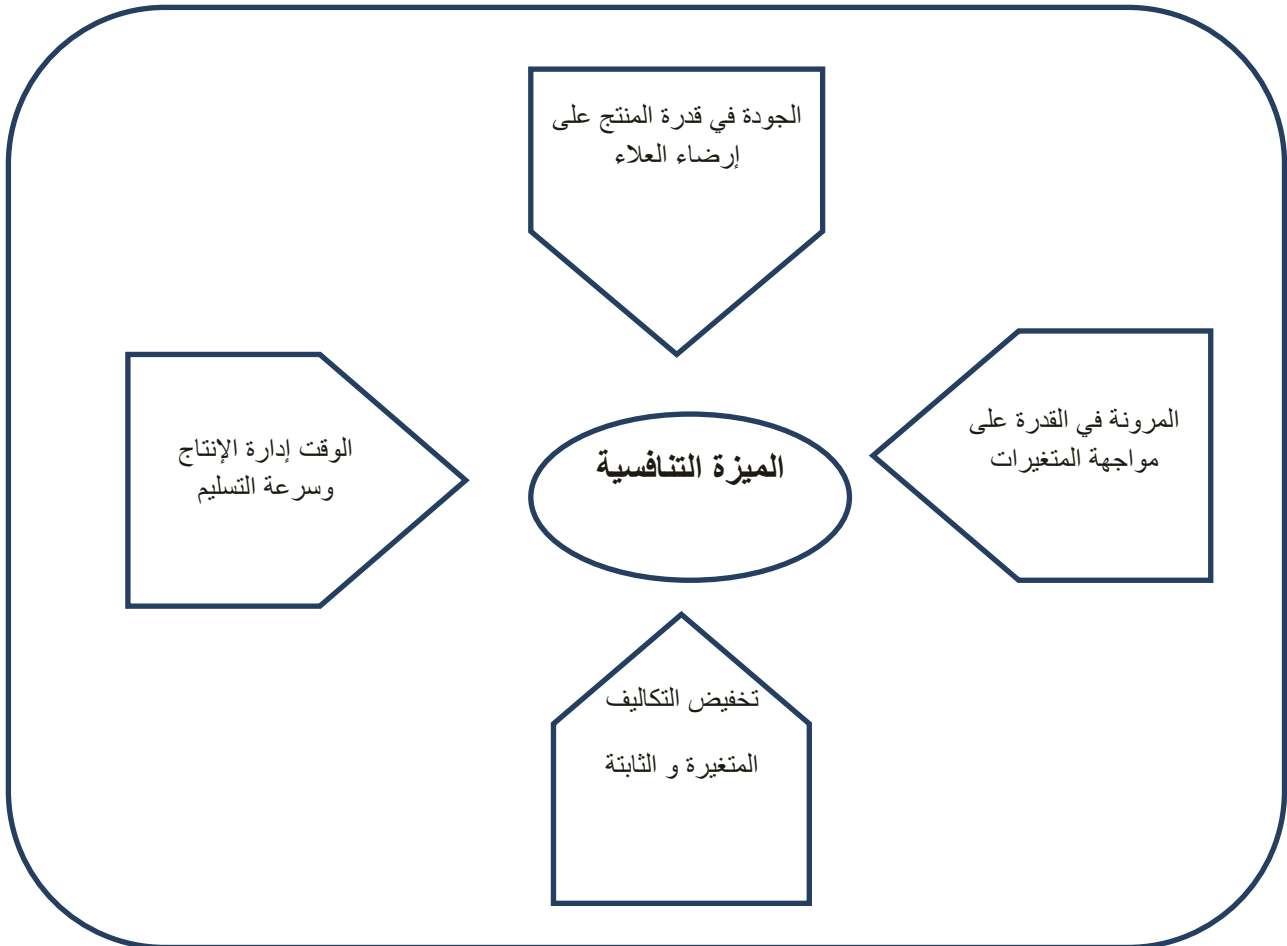 الجودة في قدرة المنتج على
إرضاء العلاء
المرونة في القدرة على
مواجهة المتغيرات
الميزة التنافسية
الوقت إدارة الإنتاج
وسرعة التسليم
تخفيض التكاليف
المتغيرة و الثابتة